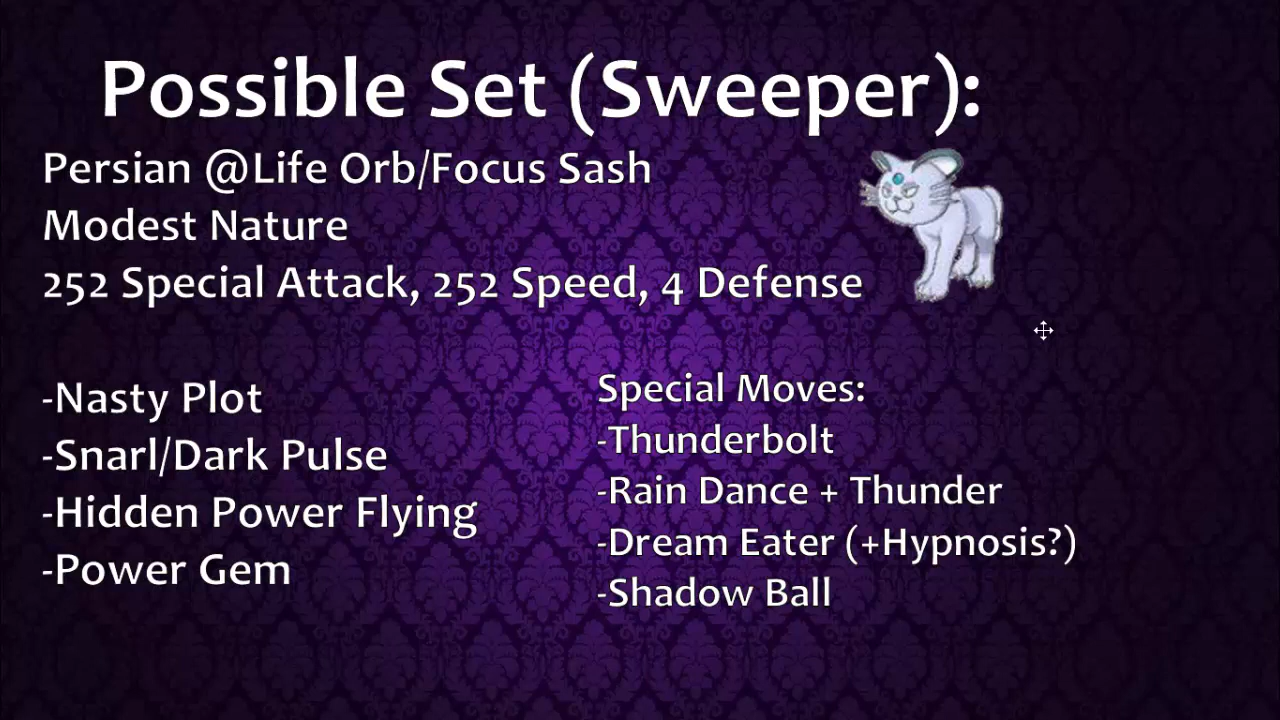 Possible Set (Sweeper):
Persian @Life Orb/Focus Sash
Modest Nature
252 Special Attack, 252 Speed, 4 Defense
-Nasty Plot
-Snarl/Dark Pulse
-Hidden Power Flying
-Power Gem
Special Moves:
-Thunderbolt
-Rain Dance + Thunder
-Dream Eater (+Hypnosis?)
-Shadow Ball